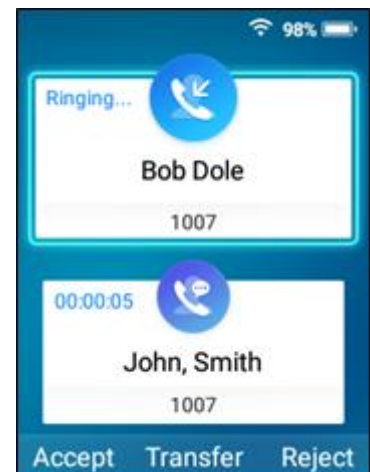 98%
Ringing...
Bob Dole
1007
00:00:05
John, Smith
1007
Accept Transfer Reject